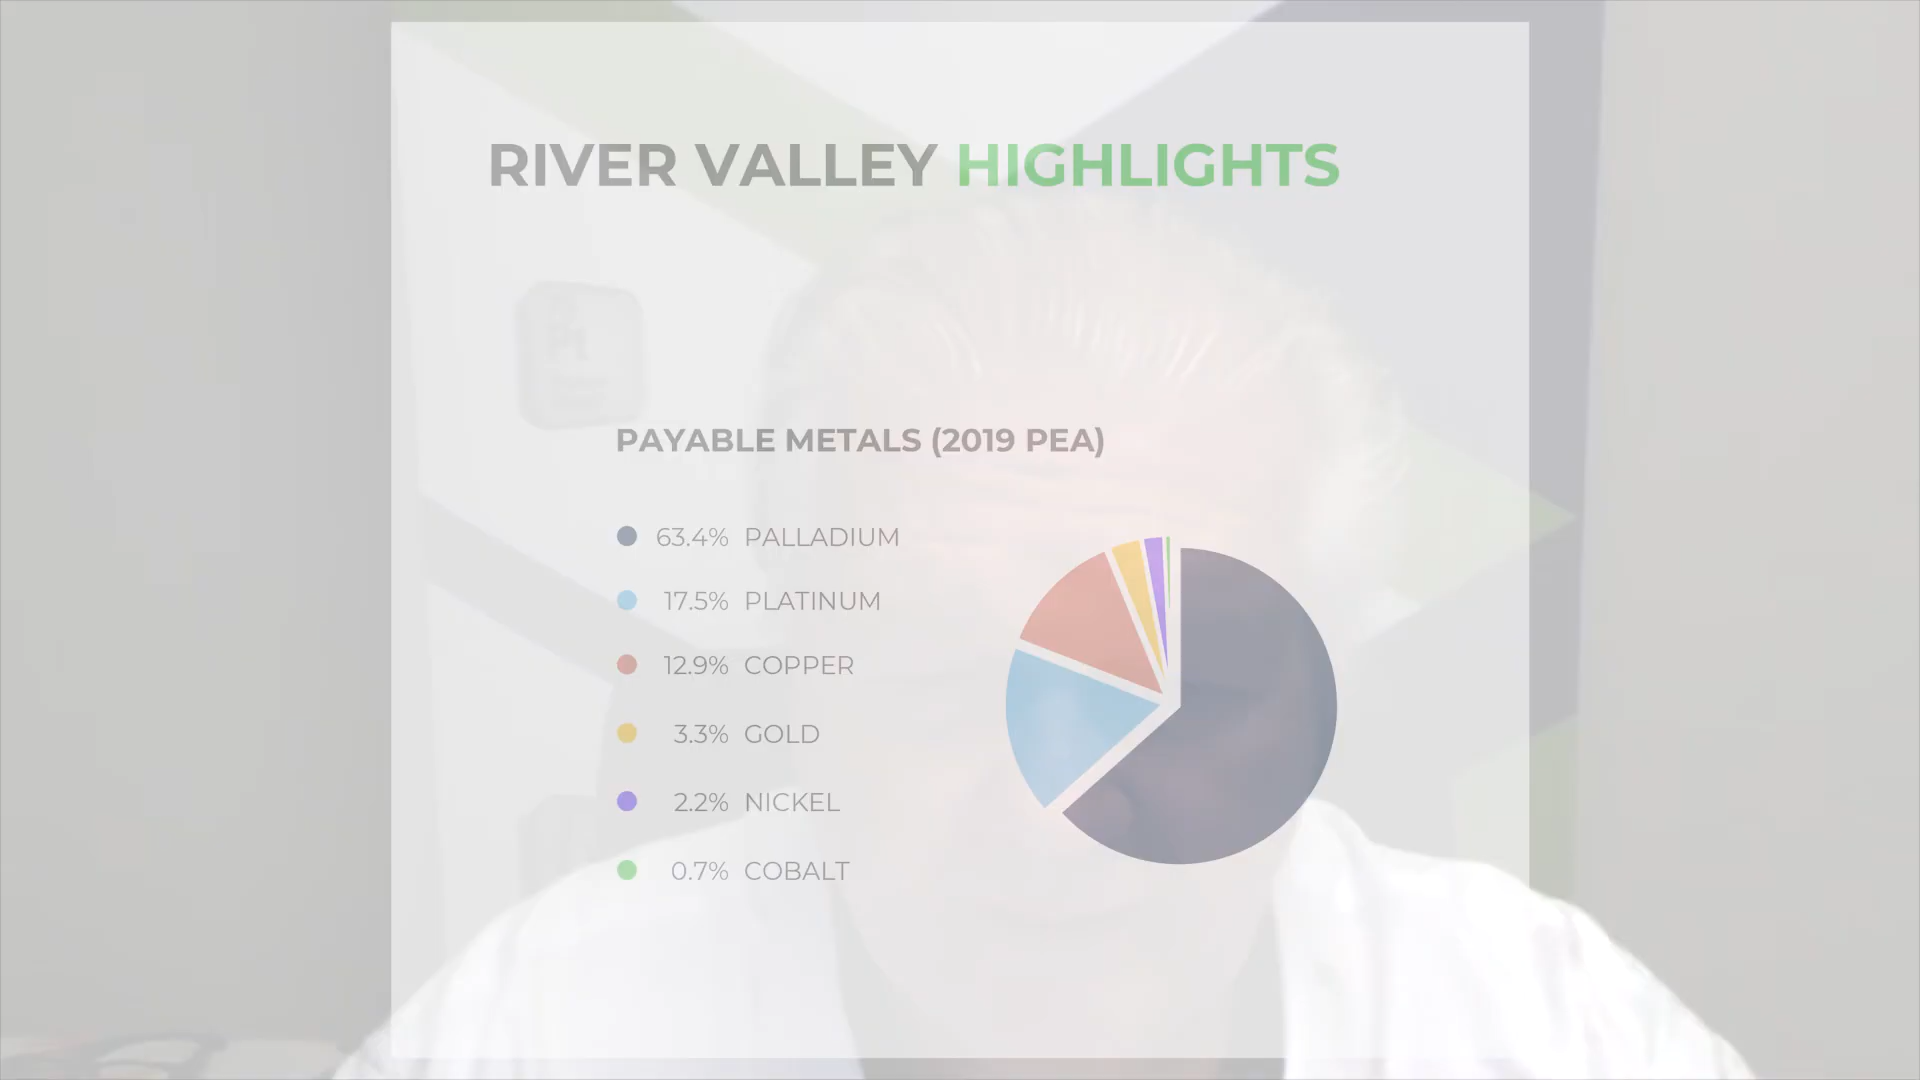 RIVER VALLEY HIGHLIGHTS
Pt
PAYABLE METALS (2019 PEA)
63.4% PALLADIUM
17.5% PLATINUM
12.9% COPPER
3.3% GOLD
2.2% NICKEL
0.7% COBALT